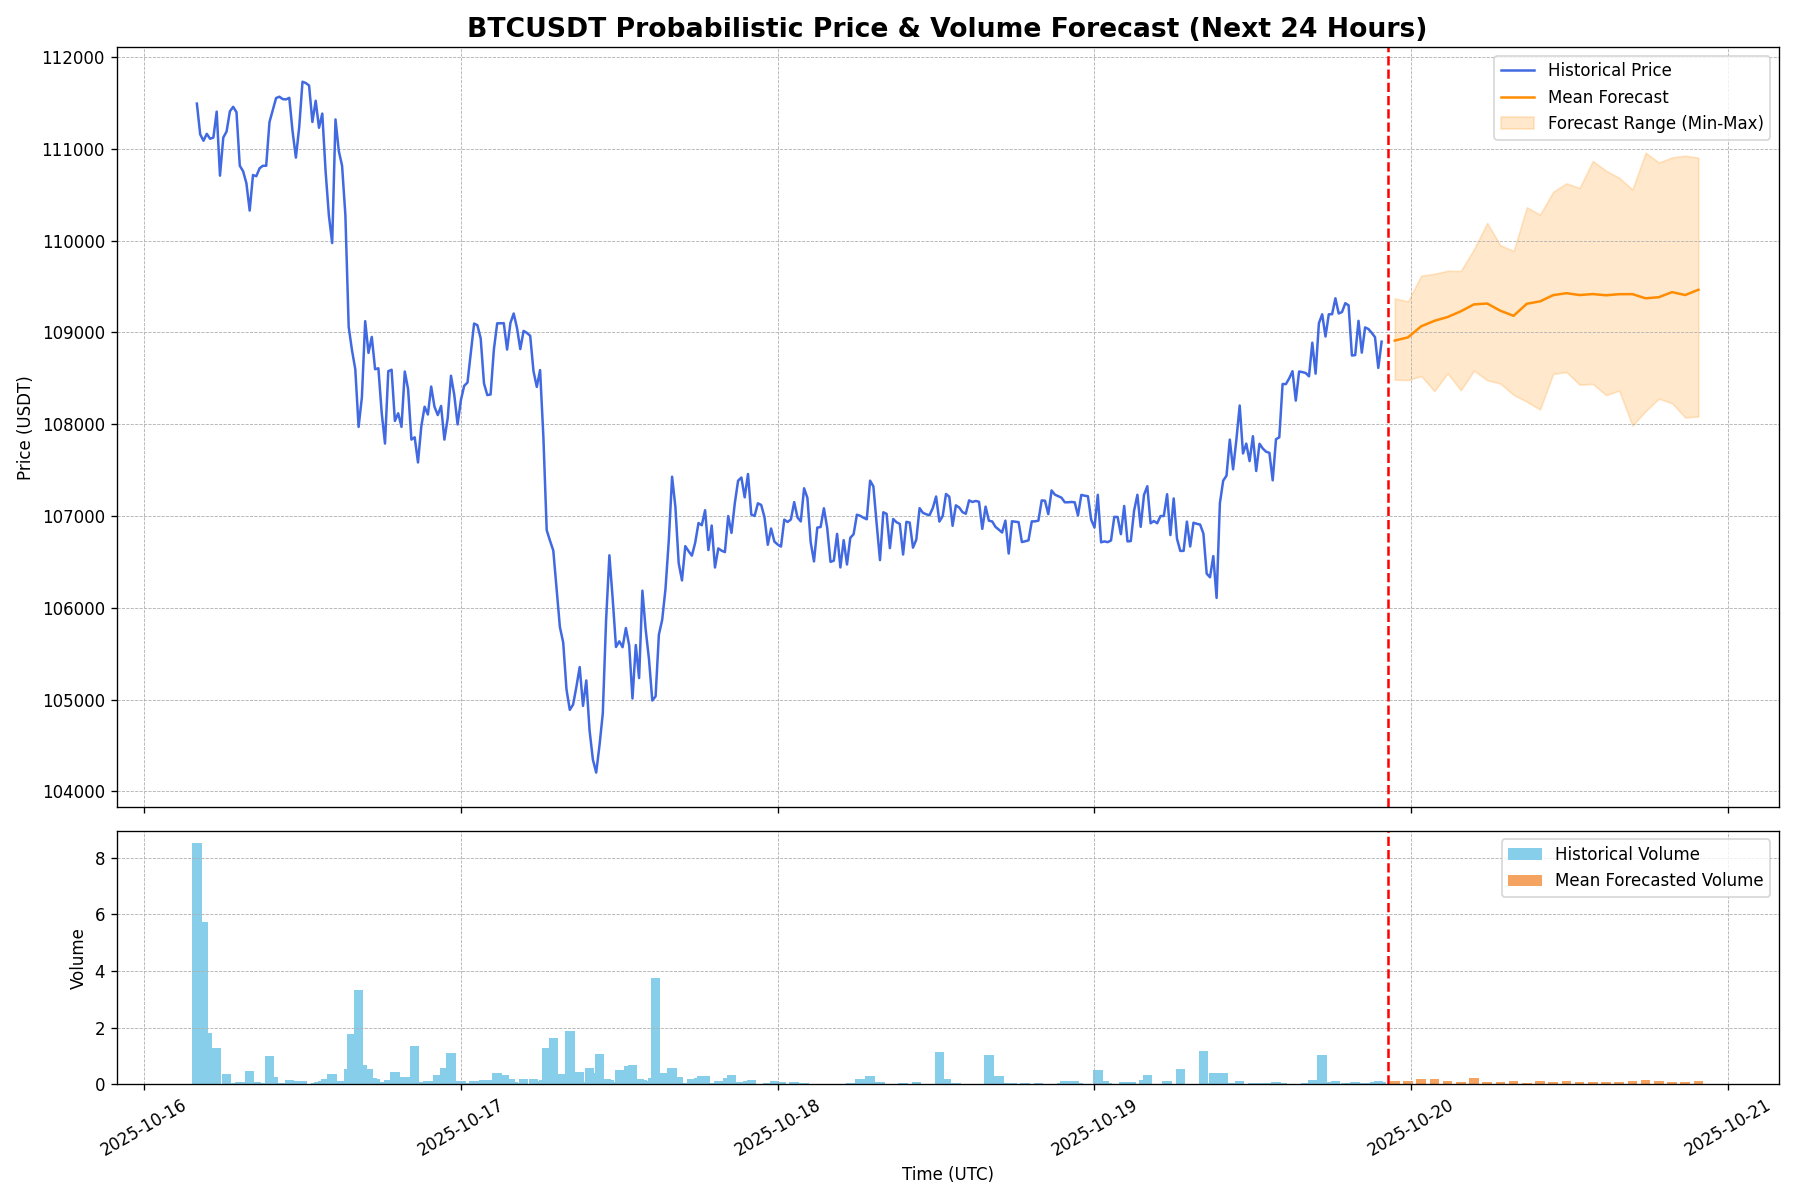 BTCUSDT Probabilistic Price & Volume Forecast (Next 24 Hours)
Historical Price
Mean Forecast
Forecast Range (Min-Max)
Price (USDT)
112000
111000
110000
109000
108000
107000
106000
105000
104000
Historical Volume
Mean Forecasted Volume
Volume
8
6
4
2
0
2025-10-16
2025-10-17
2025-10-18
2025-10-19
2025-10-20
2025-10-21
Time (UTC)